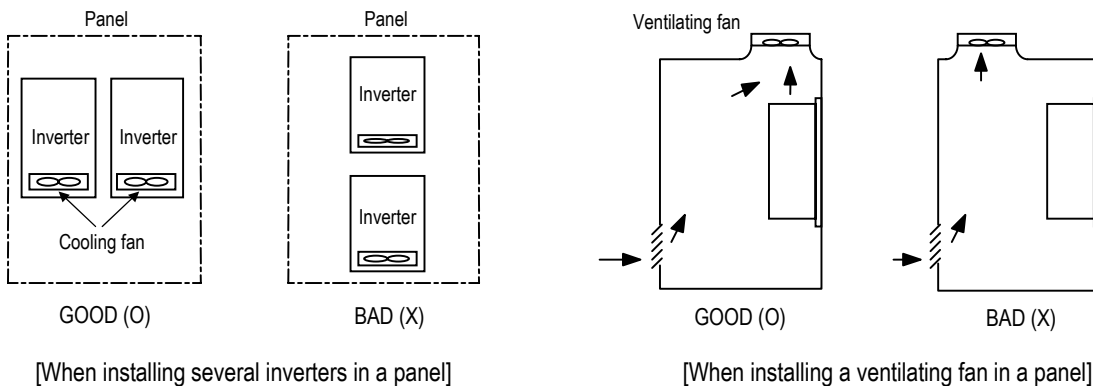 Panel
Panel
Inverter
Inverter
Cooling fan
GOOD (O)
Inverter
Inverter
BAD (X)
[When installing several inverters in a panel]
Ventilating fan
GOOD (O)
BAD (X)
[When installing a ventilating fan in a panel]